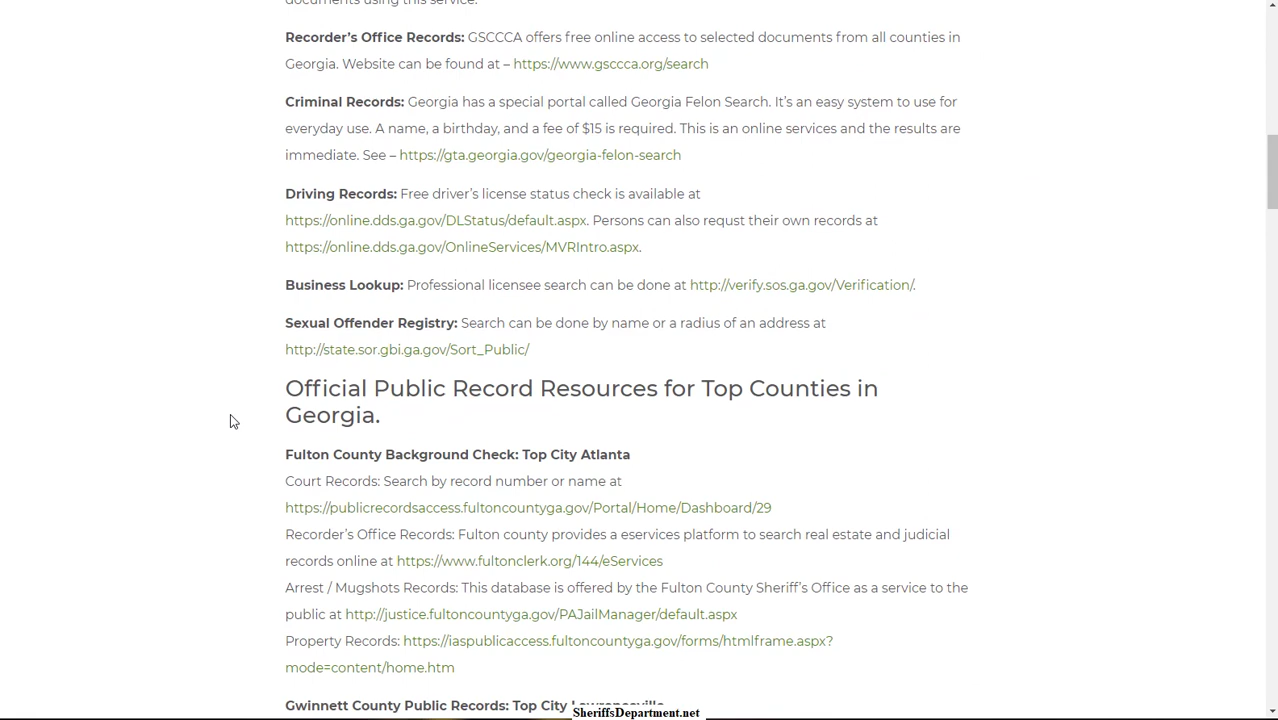 documents using this service.
Recorder's Office Records: GSCCCA offers free online access to selected documents from all counties in
Georgia. Website can be found at – https://www.gsccca.org/search
Criminal Records: Georgia has a special portal called Georgia Felon Search. It's an easy system to use for
everyday use. A name, a birthday, and a fee of $15 is required. This is an online services and the results are
immediate. See – https://gta.georgia.gov/georgia-felon-search
Driving Records: Free driver's license status check is available at
https://online.dds.ga.gov/DLStatus/default.aspx. Persons can also requst their own records at
https://online.dds.ga.gov/OnlineServices/MVRIntro.aspx.
Business Lookup: Professional licensee search can be done at http://verify.sos.ga.gov/Verification/.
Sexual Offender Registry: Search can be done by name or a radius of an address at
http://state.sor.gbi.ga.gov/Sort_Public/
Official Public Record Resources for Top Counties in
Georgia.
Fulton County Background Check: Top City Atlanta
Court Records: Search by record number or name at
https://publicrecordsaccess.fultoncountyga.gov/Portal/Home/Dashboard/29
Recorder's Office Records: Fulton county provides a eservices platform to search real estate and judicial
records online at https://www.fultonclerk.org/144/eServices
Arrest / Mugshots Records: This database is offered by the Fulton County Sheriff's Office as a service to the
public at http://justice.fultoncountyga.gov/PAJailManager/default.aspx
Property Records: https://iaspublicaccess.fultoncountyga.gov/forms/htmlframe.aspx?
mode=content/home.htm
Gwinnett County Public Records: Top City Lawrenceville
SheriffsDepartment.net